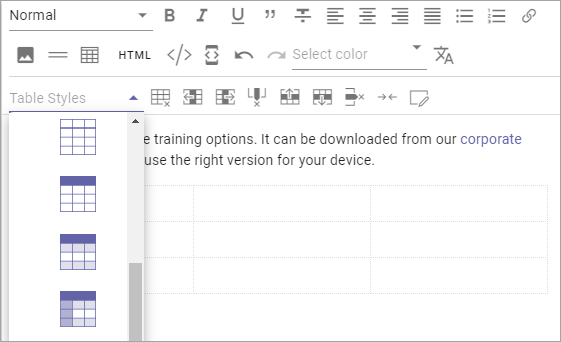 Normal B I U T
HTML Select color
Table Styles
e training options. It can be downloaded from our corporate
use the right version for your device.